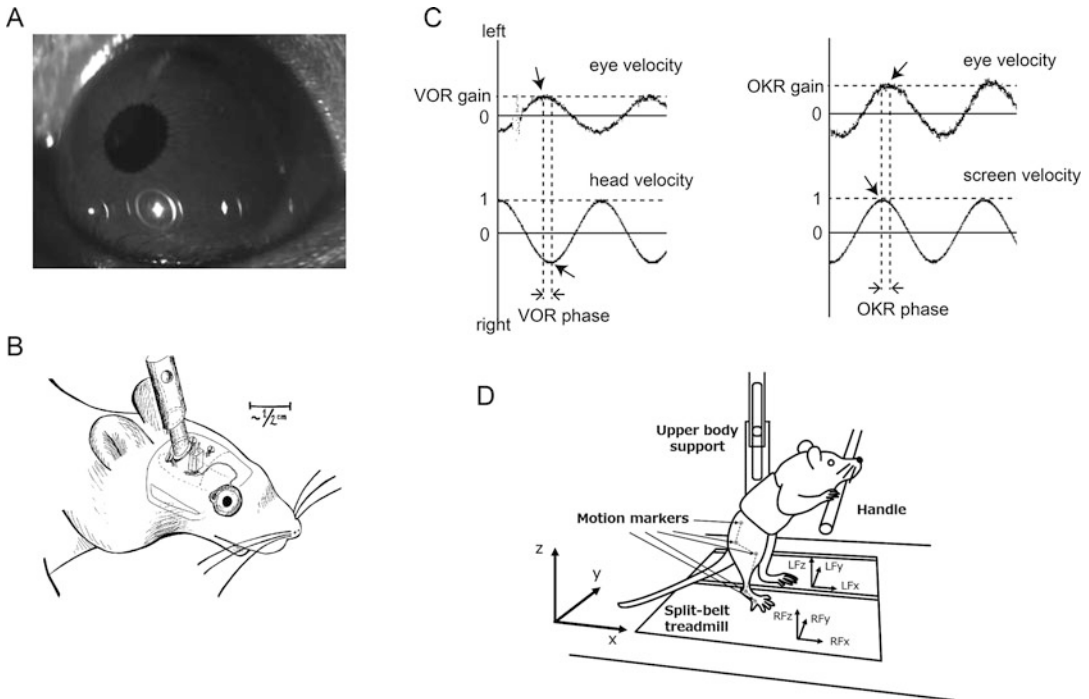 A
B
~1/2 cm
C
left
eye velocity
VOR gain
0
head velocity
1
0
VOR phase
right
eye velocity
OKR gain
0
screen velocity
1
0
OKR phase
D
Upper body
support
Handle
Motion markers
z
y
x
Split-belt
treadmill
LFz
LFy
LFx
RFz
RFy
RFx